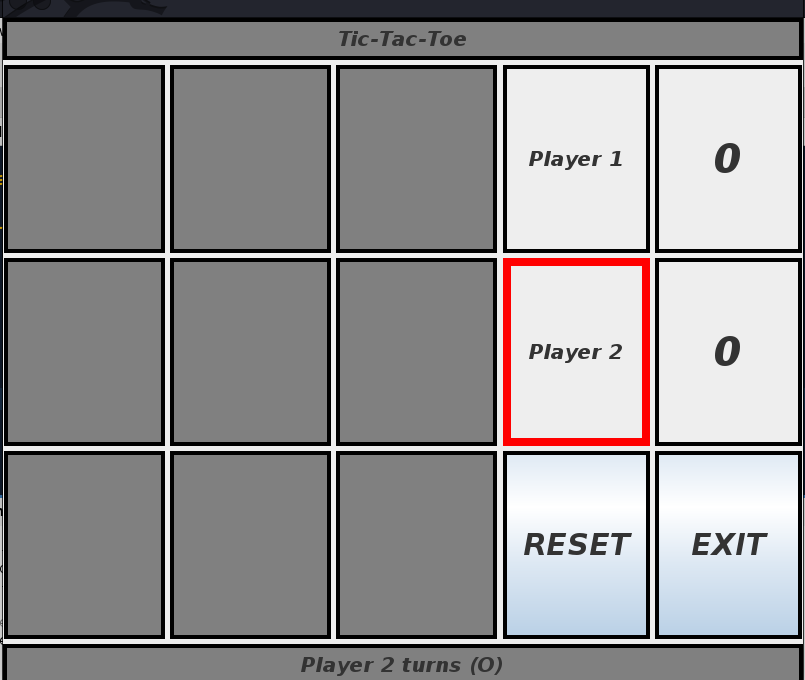 Tic-Tac-Toe
Player 1
0
Player 2
0
RESET
EXIT
Player 2 turns (O)